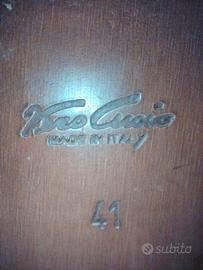 Vero Cuoio
MADE IN ITALY
41
subito